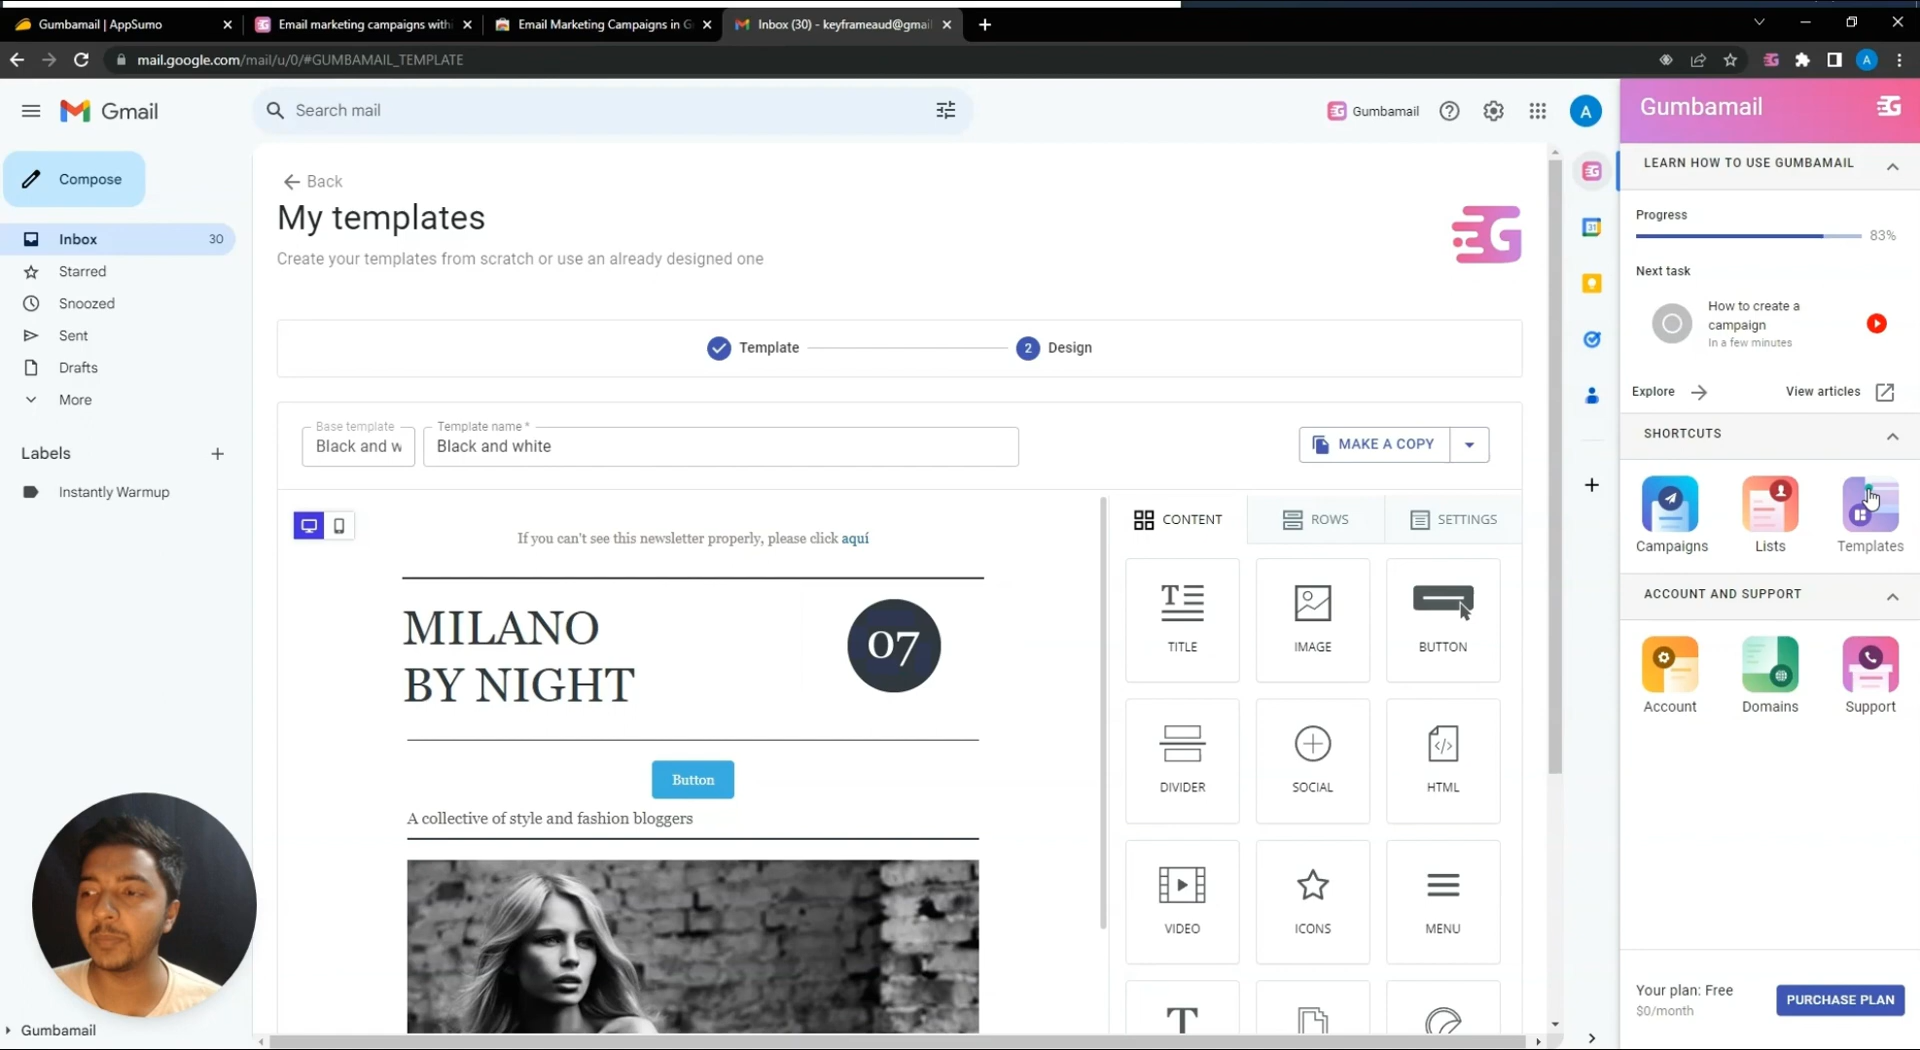 Gumbamail | AppSumo
Email marketing campaigns with
Email Marketing Campaigns in G
Inbox (30) - keyframeaud@gmai
mail.google.com/mail/u/0/#GUMBAMAIL_TEMPLATE
A
Gmail
Search mail
Gumbamail
A
Gumbamail
Compose
Inbox 30
Starred
Snoozed
Sent
Drafts
More
Labels
Instantly Warmup
Gumbamail
Back
My templates
Create your templates from scratch or use an already designed one
G
Template
2 Design
Base template
Black and w
Template name *
Black and white
MAKE A COPY
If you can't see this newsletter properly, please click aquí
MILANO
BY NIGHT
07
Button
A collective of style and fashion bloggers
CONTENT ROWS SETTINGS
TITLE IMAGE BUTTON
DIVIDER SOCIAL HTML
VIDEO ICONS MENU
31
LEARN HOW TO USE GUMBAMAIL
Progress
83%
Next task
How to create a
campaign
In a few minutes
Explore View articles
SHORTCUTS
Campaigns Lists Templates
ACCOUNT AND SUPPORT
Account Domains Support
Your plan: Free
$0/month
PURCHASE PLAN